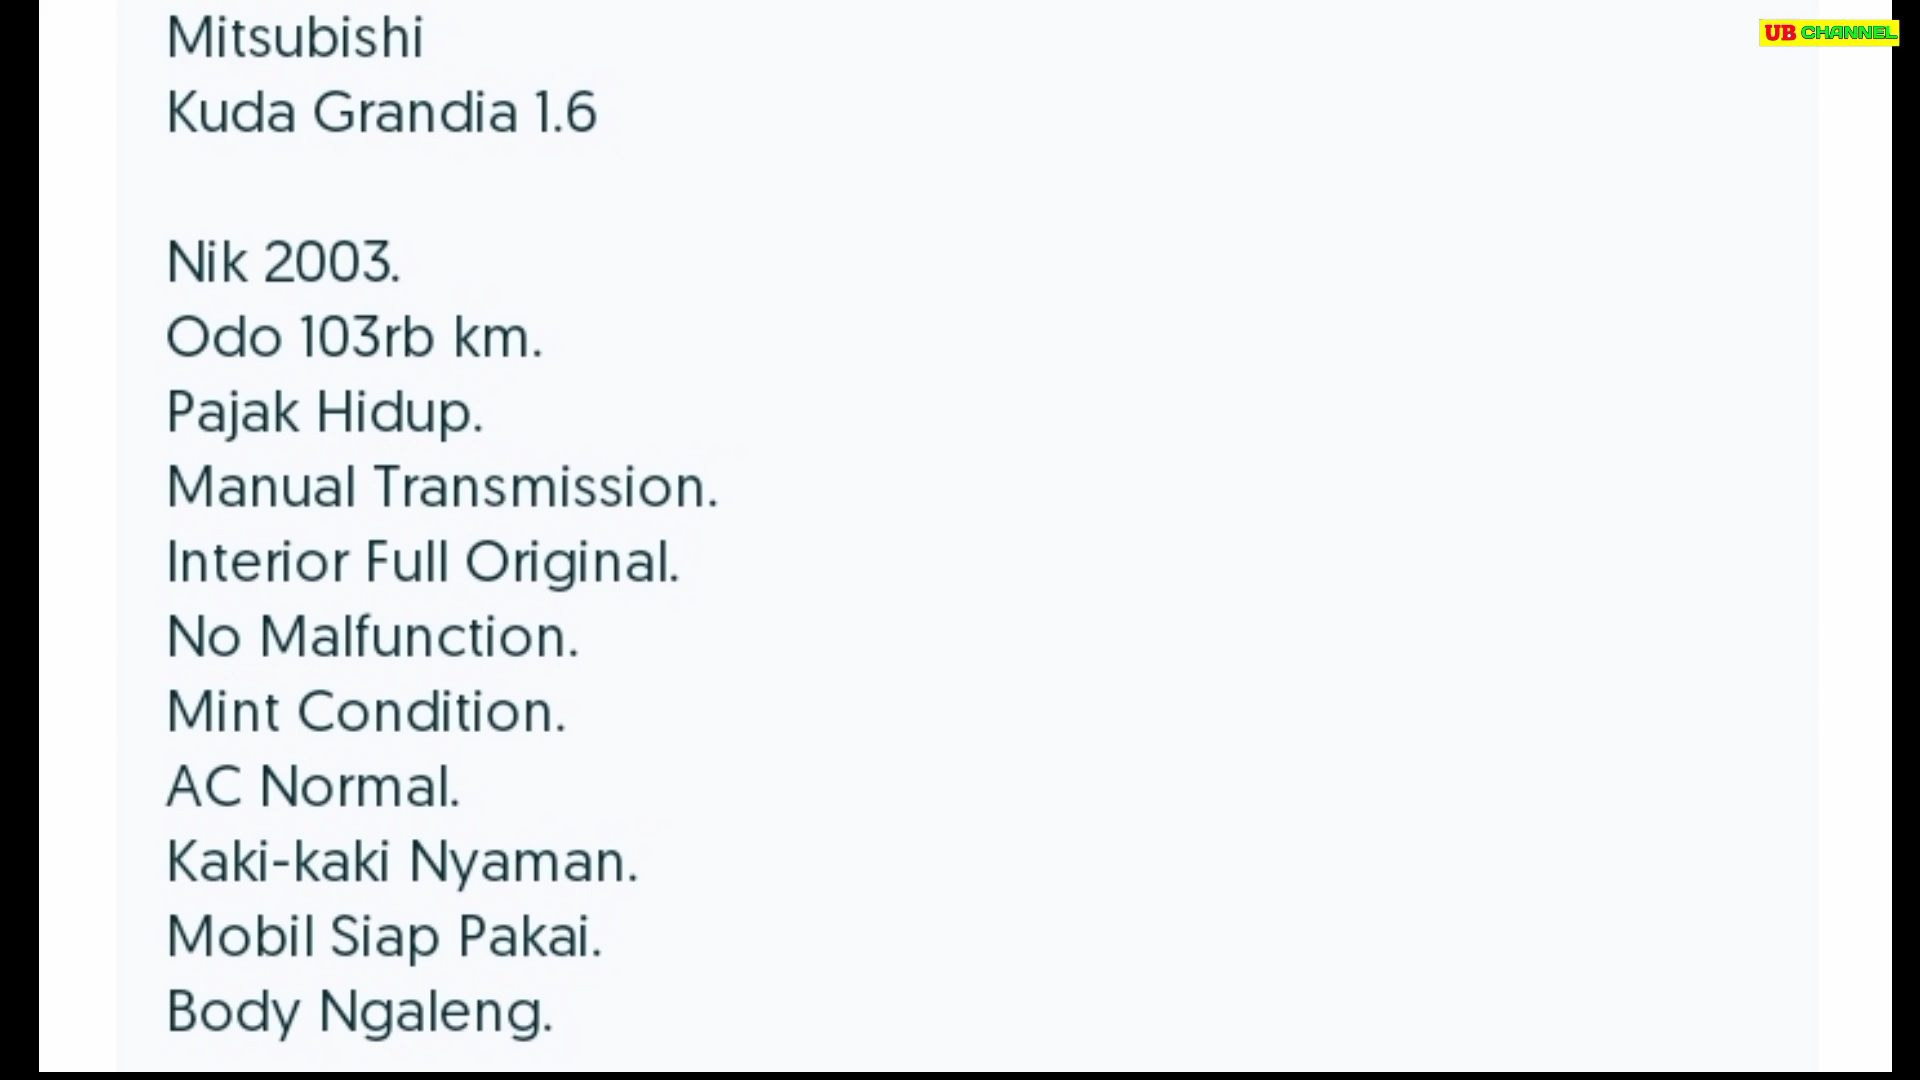 Mitsubishi
UB CHANNEL
Kuda Grandia 1.6
Nik 2003.
Odo 103rb km.
Pajak Hidup.
Manual Transmission.
Interior Full Original.
No Malfunction.
Mint Condition.
AC Normal.
Kaki-kaki Nyaman.
Mobil Siap Pakai.
Body Ngaleng.